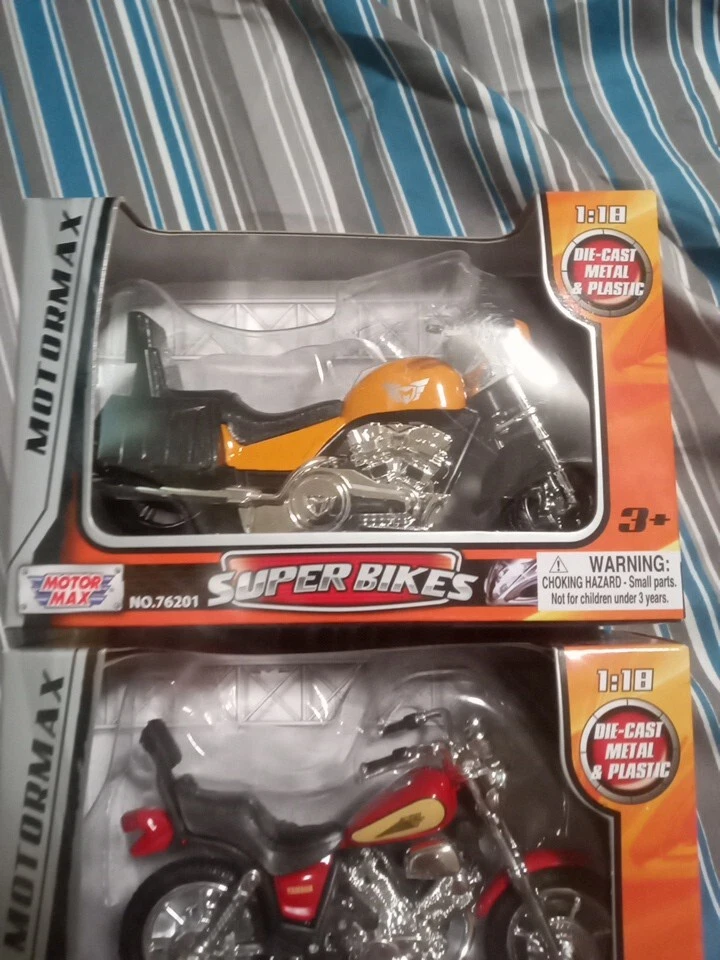 MOTORMAX
1:18
DIE-CAST
METAL
& PLASTIC
3+
MOTOR
MAX
NO.76201
SUPER BIKES
WARNING:
CHOKING HAZARD - Small parts.
Not for children under 3 years.
MOTORMAX
1:18
DIE-CAST
METAL
& PLASTIC
YAMAHA